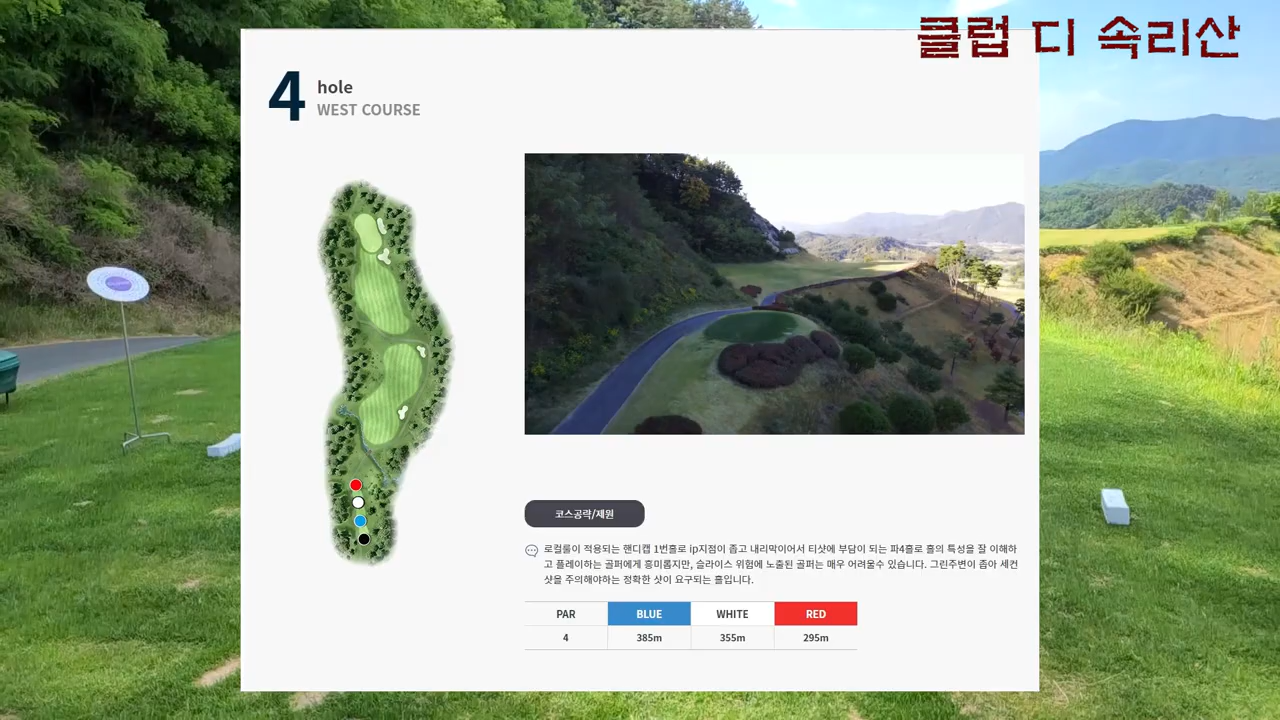 클럽 디 속리산
4 hole
WEST COURSE
코스공략/제원
로컬룰이 적용되는 핸디캡 1번홀로 ip지점이 좁고 내리막이어서 티샷에 부담이 되는 파4홀로 홀의 특성을 잘 이해하
고 플레이하는 골퍼에게 흥미롭지만, 슬라이스 위험에 노출된 골퍼는 매우 어려울수 있습니다. 그린주변이 좁아 세컨
샷을 주의해야하는 정확한 샷이 요구되는 홀입니다.
PAR BLUE WHITE RED
4 385m 355m 295m